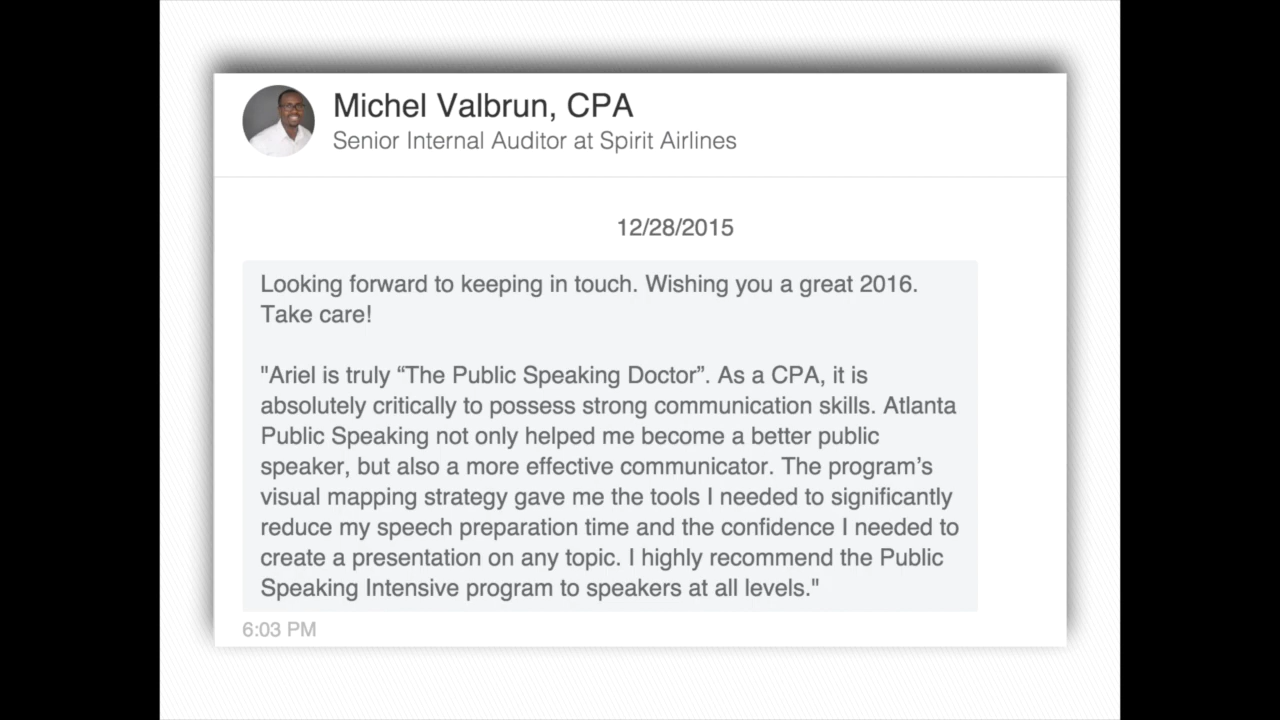 Michel Valbrun, CPA
Senior Internal Auditor at Spirit Airlines
12/28/2015
Looking forward to keeping in touch. Wishing you a great 2016.
Take care!
"Ariel is truly “The Public Speaking Doctor”. As a CPA, it is
absolutely critically to possess strong communication skills. Atlanta
Public Speaking not only helped me become a better public
speaker, but also a more effective communicator. The program’s
visual mapping strategy gave me the tools I needed to significantly
reduce my speech preparation time and the confidence I needed to
create a presentation on any topic. I highly recommend the Public
Speaking Intensive program to speakers at all levels."
6:03 PM